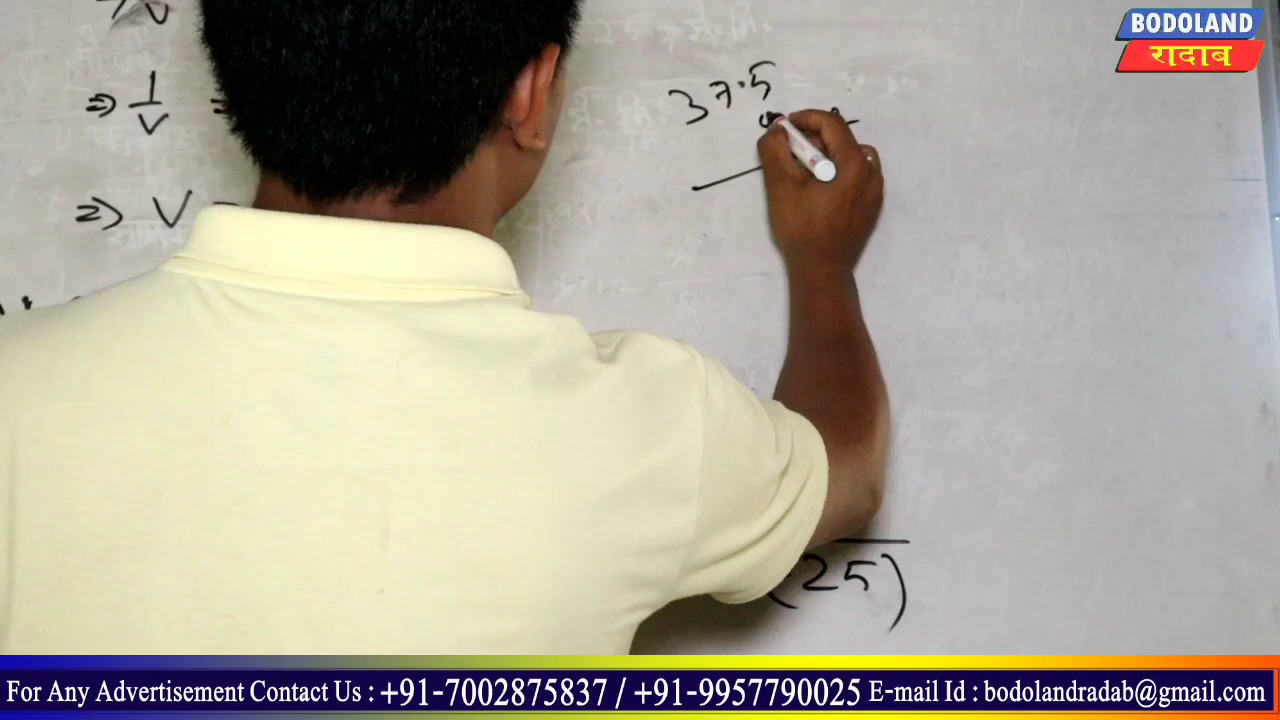 BODOLAND
रादाब
37.5
⇒ 1/V
⇒ V
(25)
For Any Advertisement Contact Us : +91-7002875837 / +91-9957790025 E-mail Id : bodolandradab@gmail.com